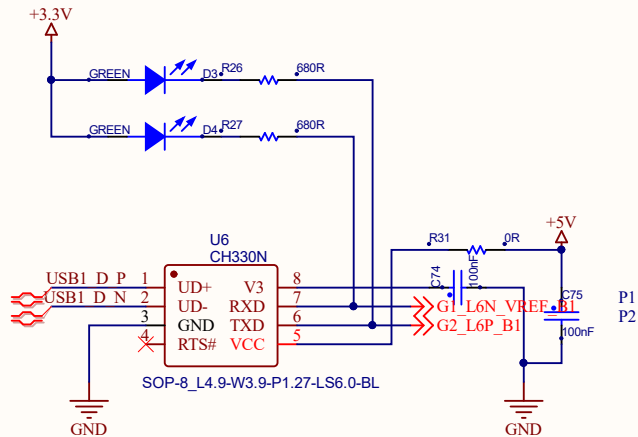 +3.3V
GREEN D3 R26 680R
GREEN D4 R27 680R
R31 0R +5V
U6
CH330N
C74 100nF
USB1_D_P 1 UD+ V3 8
USB1_D_N 2 UD- RXD 7 G1_L6N_VREF_B1
3 GND TXD 6 G2_L6P_B1
4 RTS# VCC 5
C75 P1
100nF P2
SOP-8_L4.9-W3.9-P1.27-LS6.0-BL
GND GND